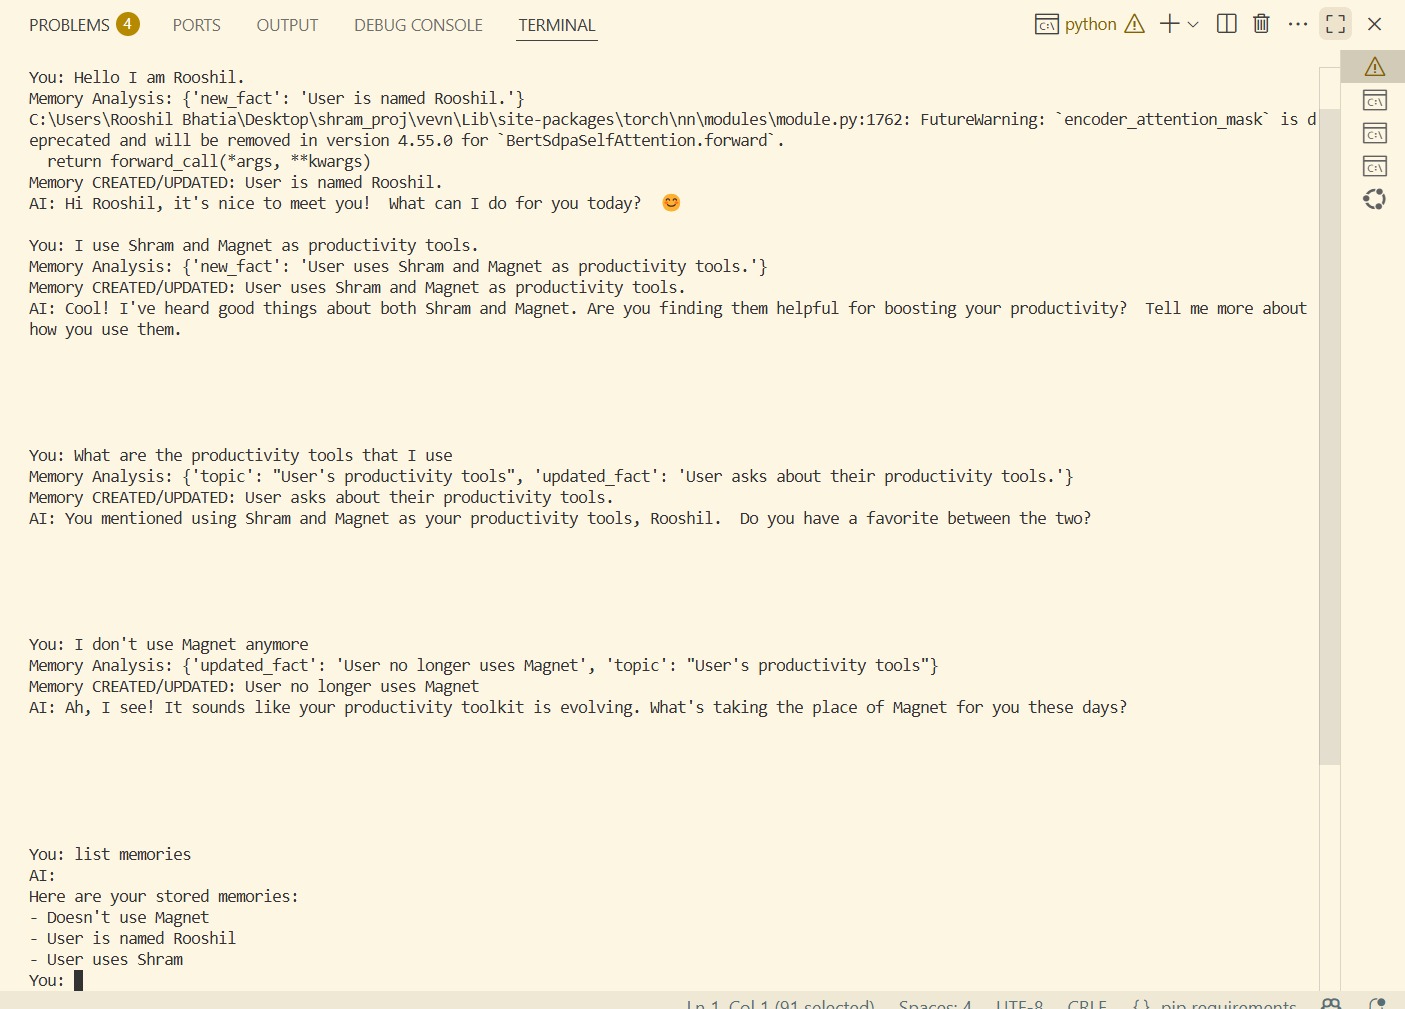 PROBLEMS 4 PORTS OUTPUT DEBUG CONSOLE TERMINAL python
You: Hello I am Rooshil.
Memory Analysis: {'new_fact': 'User is named Rooshil.'}
C:\Users\Rooshil Bhatia\Desktop\shram_proj\vevn\Lib\site-packages\torch\nn\modules\module.py:1762: FutureWarning: `encoder_attention_mask` is d
eprecated and will be removed in version 4.55.0 for `BertSdpaSelfAttention.forward`.
  return forward_call(*args, **kwargs)
Memory CREATED/UPDATED: User is named Rooshil.
AI: Hi Rooshil, it's nice to meet you!  What can I do for you today?  😊
You: I use Shram and Magnet as productivity tools.
Memory Analysis: {'new_fact': 'User uses Shram and Magnet as productivity tools.'}
Memory CREATED/UPDATED: User uses Shram and Magnet as productivity tools.
AI: Cool! I've heard good things about both Shram and Magnet. Are you finding them helpful for boosting your productivity?  Tell me more about
how you use them.
You: What are the productivity tools that I use
Memory Analysis: {'topic': "User's productivity tools", 'updated_fact': 'User asks about their productivity tools.'}
Memory CREATED/UPDATED: User asks about their productivity tools.
AI: You mentioned using Shram and Magnet as your productivity tools, Rooshil.  Do you have a favorite between the two?
You: I don't use Magnet anymore
Memory Analysis: {'updated_fact': 'User no longer uses Magnet', 'topic': "User's productivity tools"}
Memory CREATED/UPDATED: User no longer uses Magnet
AI: Ah, I see! It sounds like your productivity toolkit is evolving. What's taking the place of Magnet for you these days?
You: list memories
AI:
Here are your stored memories:
- Doesn't use Magnet
- User is named Rooshil
- User uses Shram
You:
Ln 1, Col 1 (91 selected) Spaces: 4 UTF-8 CRLF {} pip requirements